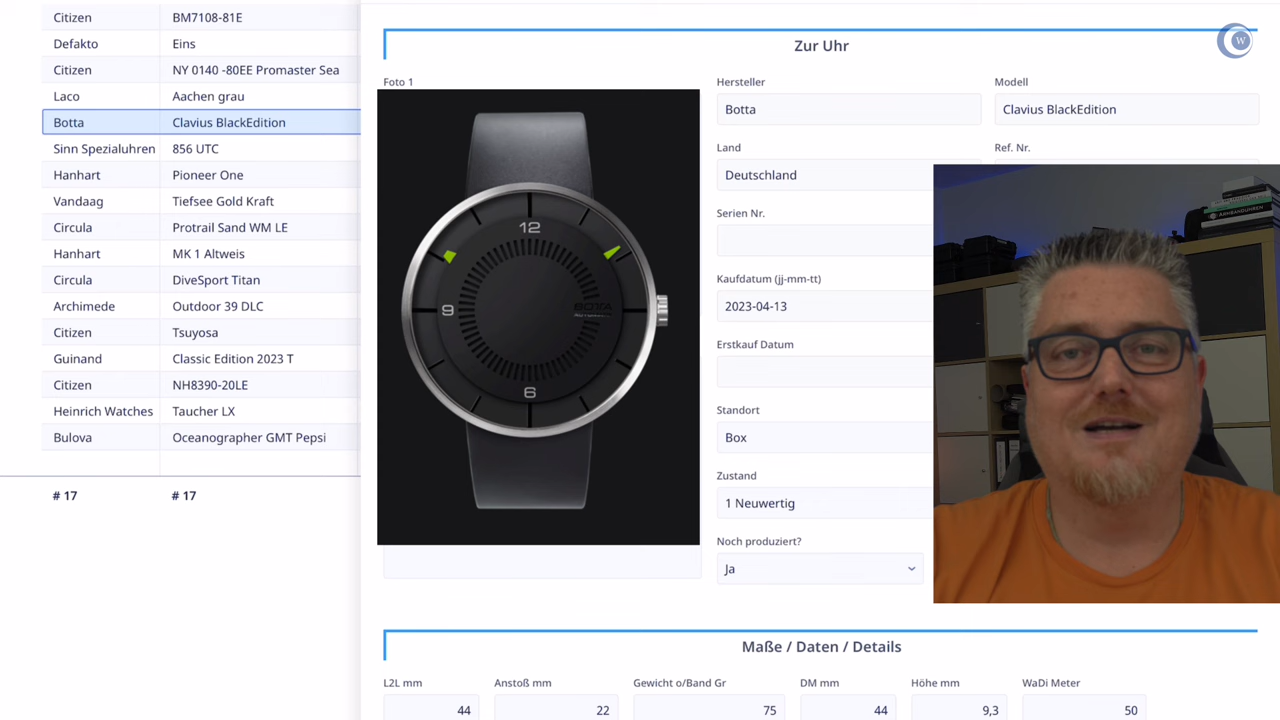 Citizen BM7108-81E
Defakto Eins
Citizen NY 0140 -80EE Promaster Sea
Laco Aachen grau
Botta Clavius BlackEdition
Sinn Spezialuhren 856 UTC
Hanhart Pioneer One
Vandaag Tiefsee Gold Kraft
Circula Protrail Sand WM LE
Hanhart MK 1 Altweis
Circula DiveSport Titan
Archimede Outdoor 39 DLC
Citizen Tsuyosa
Guinand Classic Edition 2023 T
Citizen NH8390-20LE
Heinrich Watches Taucher LX
Bulova Oceanographer GMT Pepsi
# 17 # 17
Zur Uhr
W
Foto 1
12
9
6
Hersteller
Botta
Modell
Clavius BlackEdition
Land
Deutschland
Ref. Nr.
Serien Nr.
Kaufdatum (jj-mm-tt)
2023-04-13
Erstkauf Datum
Standort
Box
Zustand
1 Neuwertig
Noch produziert?
Ja
ARMBANDUHREN
Maße / Daten / Details
L2L mm
44
Anstoß mm
22
Gewicht o/Band Gr
75
DM mm
44
Höhe mm
9,3
WaDi Meter
50